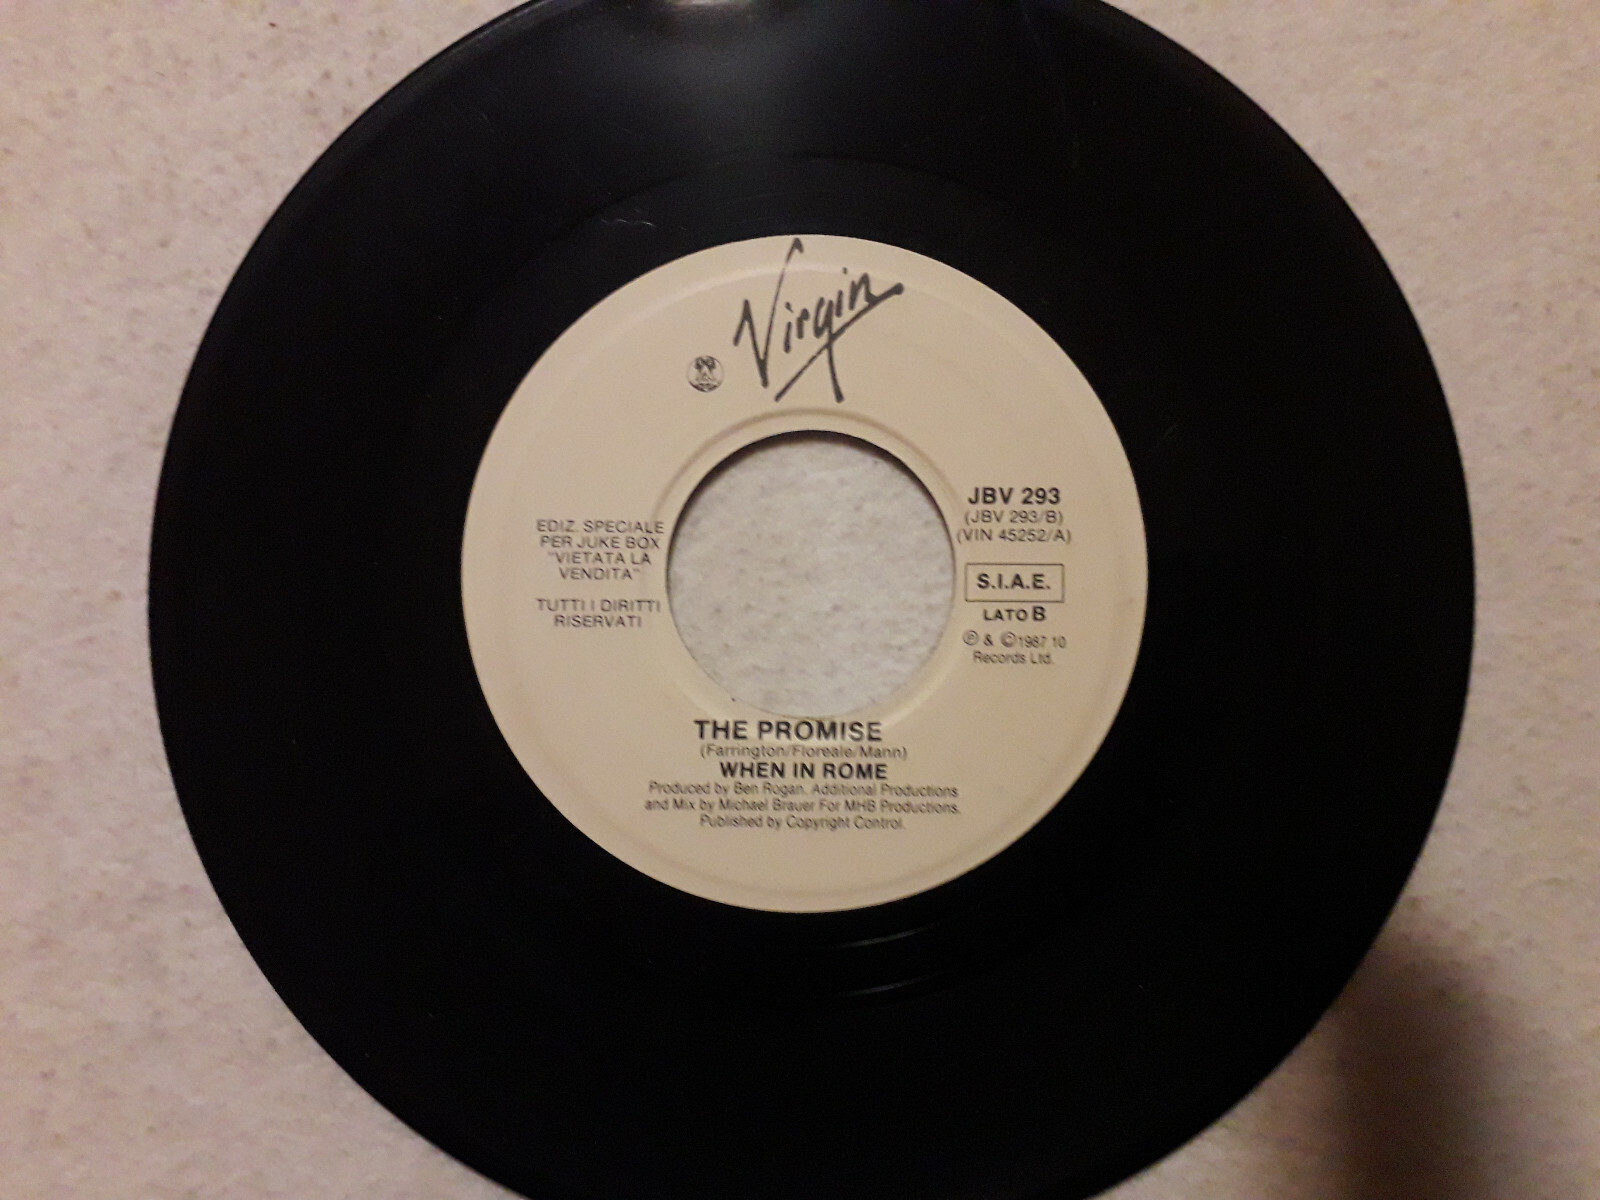 Virgin
EDIZ. SPECIALE
PER JUKE BOX
"VIETATA LA
VENDITA"
TUTTI I DIRITTI
RISERVATI
JBV 293
(JBV 293/B)
(VIN 45252/A)
S.I.A.E.
LATO B
Ⓟ & ©1987 10
Records Ltd.
THE PROMISE
(Farrington/Floreale/Mann)
WHEN IN ROME
Produced by Ben Rogan. Additional Productions
and Mix by Michael Brauer For MHB Productions.
Published by Copyright Control.